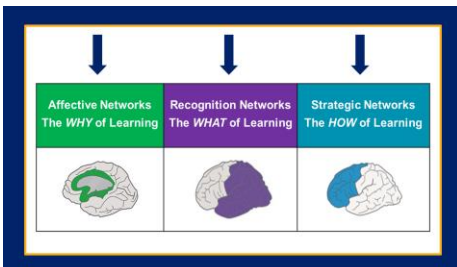 Affective Networks
The WHY of Learning
Recognition Networks
The WHAT of Learning
Strategic Networks
The HOW of Learning